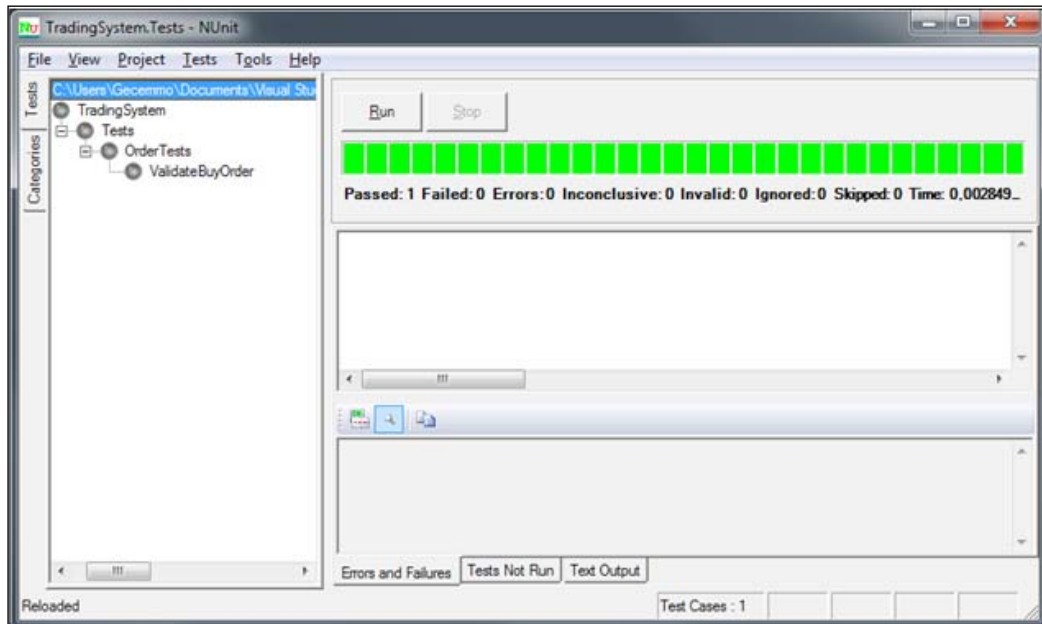 Nu TradingSystem.Tests - NUnit
File View Project Tests Tools Help
Tests
Categories
C:\Users\Gecemmo\Documents\Visual Stu
TradingSystem
Tests
OrderTests
ValidateBuyOrder
Run
Stop
Passed: 1 Failed: 0 Errors: 0 Inconclusive: 0 Invalid: 0 Ignored: 0 Skipped: 0 Time: 0,002849...
Errors and Failures
Tests Not Run
Text Output
Reloaded
Test Cases : 1